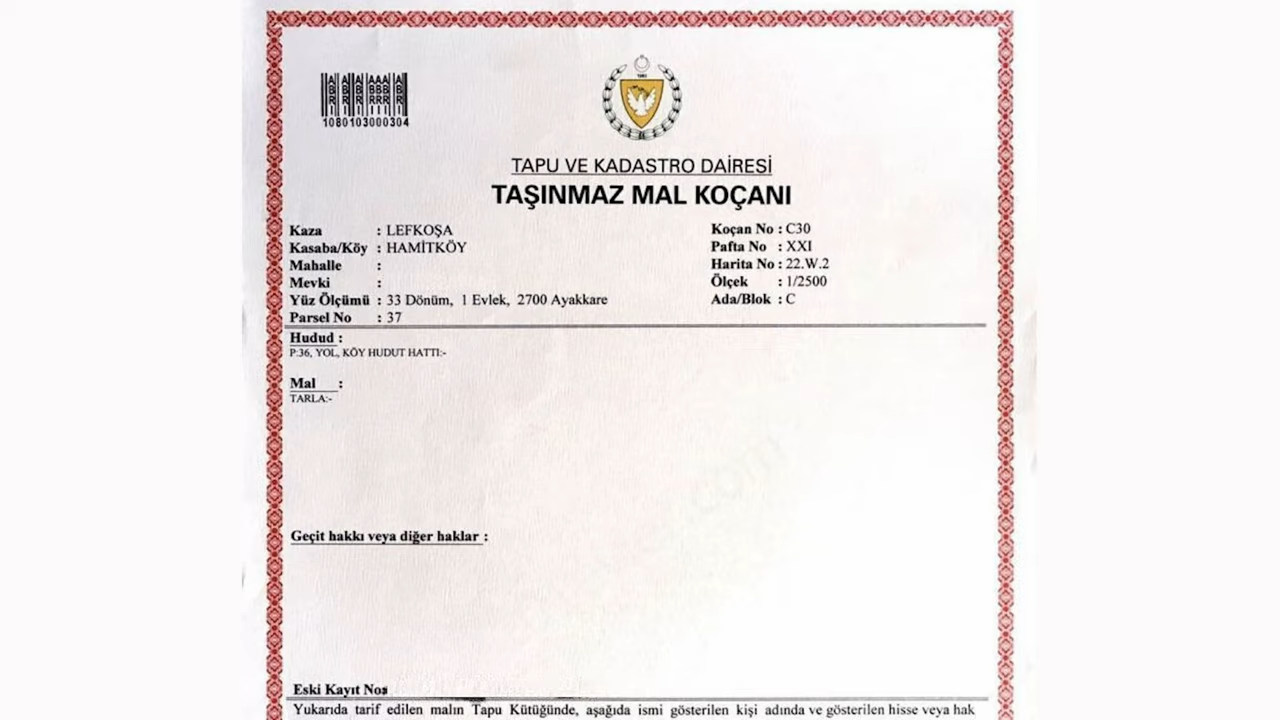 1983
1080103000304
TAPU VE KADASTRO DAİRESİ
TAŞINMAZ MAL KOÇANI
Kaza : LEFKOŞA
Kasaba/Köy : HAMİTKÖY
Mahalle :
Mevki :
Yüz Ölçümü : 33 Dönüm, 1 Evlek, 2700 Ayakkare
Parsel No : 37
Koçan No : C30
Pafta No : XXI
Harita No : 22.W.2
Ölçek : 1/2500
Ada/Blok : C
Hudud :
P:36, YOL, KÖY HUDUT HATTI:-
Mal :
TARLA:-
.com
Geçit hakkı veya diğer haklar :
Eski Kayıt No
Yukarıda tarif edilen malın Tapu Kütüğünde, aşağıda ismi gösterilen kişi adında ve gösterilen hisse veya hak